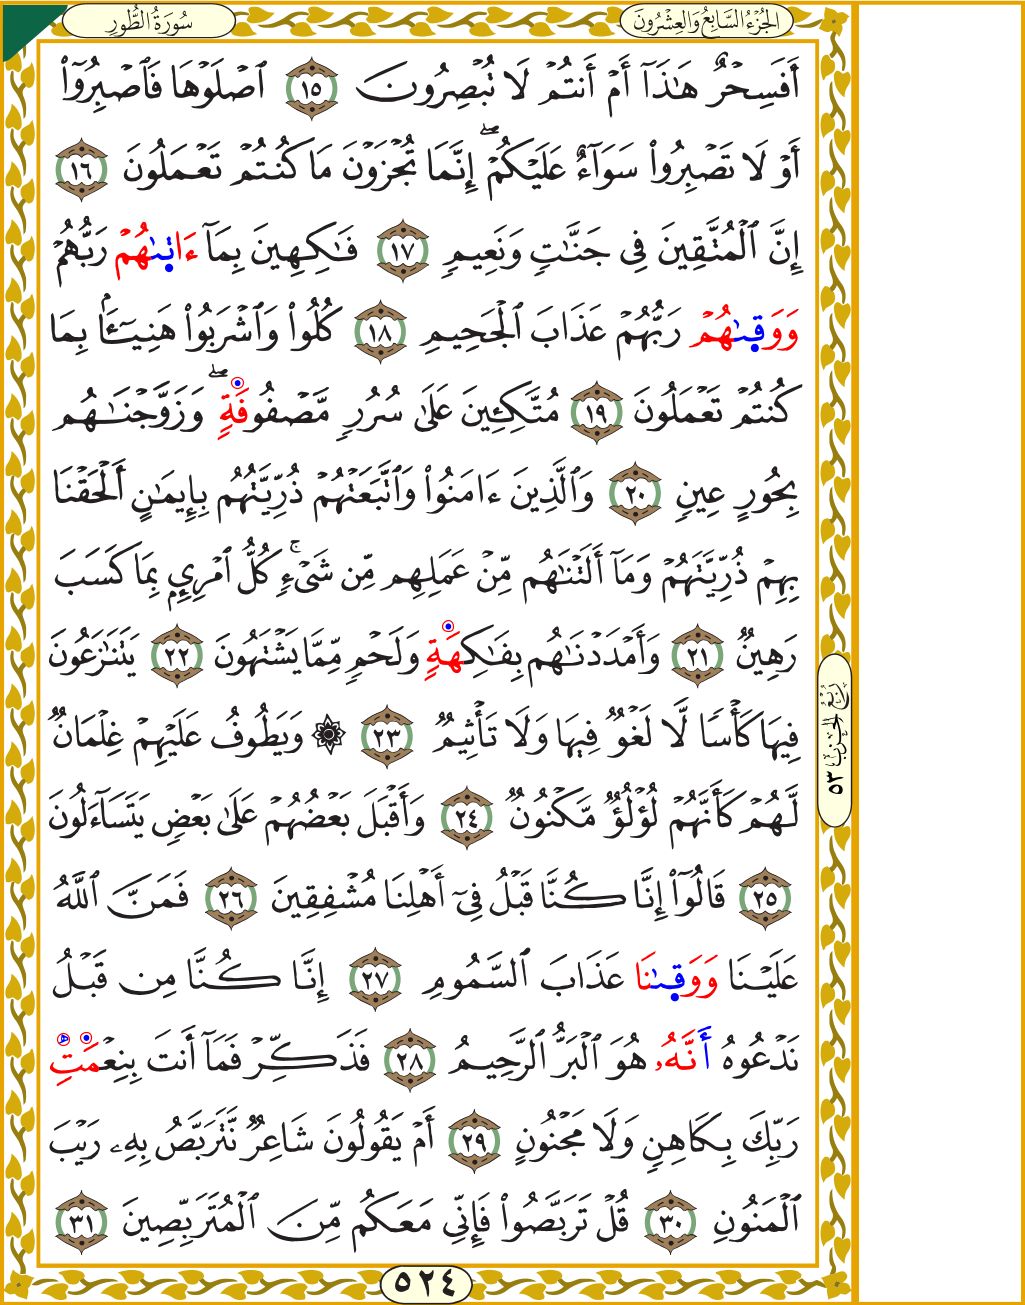 سُورَةُ الطُّورِ
الجُزْءُ السَّابِعُ وَالعِشْرُونَ
أَفَسِحْرٌ هَٰذَآ أَمْ أَنتُمْ لَا تُبْصِرُونَ ١٥ ٱصْلَوْهَا فَٱصْبِرُوٓا۟
أَوْ لَا تَصْبِرُوا۟ سَوَآءٌ عَلَيْكُمْ ۖ إِنَّمَا تُجْزَوْنَ مَا كُنتُمْ تَعْمَلُونَ ١٦
إِنَّ ٱلْمُتَّقِينَ فِى جَنَّٰتٍ وَنَعِيمٍ ١٧ فَٰكِهِينَ بِمَآ ءَاتىٰهُمْ رَبُّهُمْ
وَوَقىٰهُمْ رَبُّهُمْ عَذَابَ ٱلْجَحِيمِ ١٨ كُلُوا۟ وَٱشْرَبُوا۟ هَنِيٓـَٔۢا بِمَا
كُنتُمْ تَعْمَلُونَ ١٩ مُتَّكِـِٔينَ عَلَىٰ سُرُرٍ مَّصْفُوفَةٍ ۖ وَزَوَّجْنَٰهُم
بِحُورٍ عِينٍ ٢٠ وَٱلَّذِينَ ءَامَنُوا۟ وَٱتَّبَعَتْهُمْ ذُرِّيَّتُهُم بِإِيمَٰنٍ أَلْحَقْنَا
بِهِمْ ذُرِّيَّتَهُمْ وَمَآ أَلَتْنَٰهُم مِّنْ عَمَلِهِم مِّن شَىْءٍ ۚ كُلُّ ٱمْرِئٍۭ بِمَا كَسَبَ
رَهِينٌ ٢١ وَأَمْدَدْنَٰهُم بِفَٰكِهَةٍ وَلَحْمٍ مِّمَّا يَشْتَهُونَ ٢٢ يَتَنَٰزَعُونَ
فِيهَا كَأْسًا لَّا لَغْوٌ فِيهَا وَلَا تَأْثِيمٌ ٢٣ ۞ وَيَطُوفُ عَلَيْهِمْ غِلْمَانٌ
لَّهُمْ كَأَنَّهُمْ لُؤْلُؤٌ مَّكْنُونٌ ٢٤ وَأَقْبَلَ بَعْضُهُمْ عَلَىٰ بَعْضٍ يَتَسَآءَلُونَ
٢٥ قَالُوٓا۟ إِنَّا كُنَّا قَبْلُ فِىٓ أَهْلِنَا مُشْفِقِينَ ٢٦ فَمَنَّ ٱللَّهُ
عَلَيْنَا وَوَقىٰنَا عَذَابَ ٱلسَّمُومِ ٢٧ إِنَّا كُنَّا مِن قَبْلُ
نَدْعُوهُ أَنَّهُۥ هُوَ ٱلْبَرُّ ٱلرَّحِيمُ ٢٨ فَذَكِّرْ فَمَآ أَنتَ بِنِعْمَتِ
رَبِّكَ بِكَاهِنٍ وَلَا مَجْنُونٍ ٢٩ أَمْ يَقُولُونَ شَاعِرٌ نَّتَرَبَّصُ بِهِۦ رَيْبَ
ٱلْمَنُونِ ٣٠ قُلْ تَرَبَّصُوا۟ فَإِنِّى مَعَكُم مِّنَ ٱلْمُتَرَبِّصِينَ ٣١
رُبْعُ الحِزْبِ ٥٣
٥٢٤